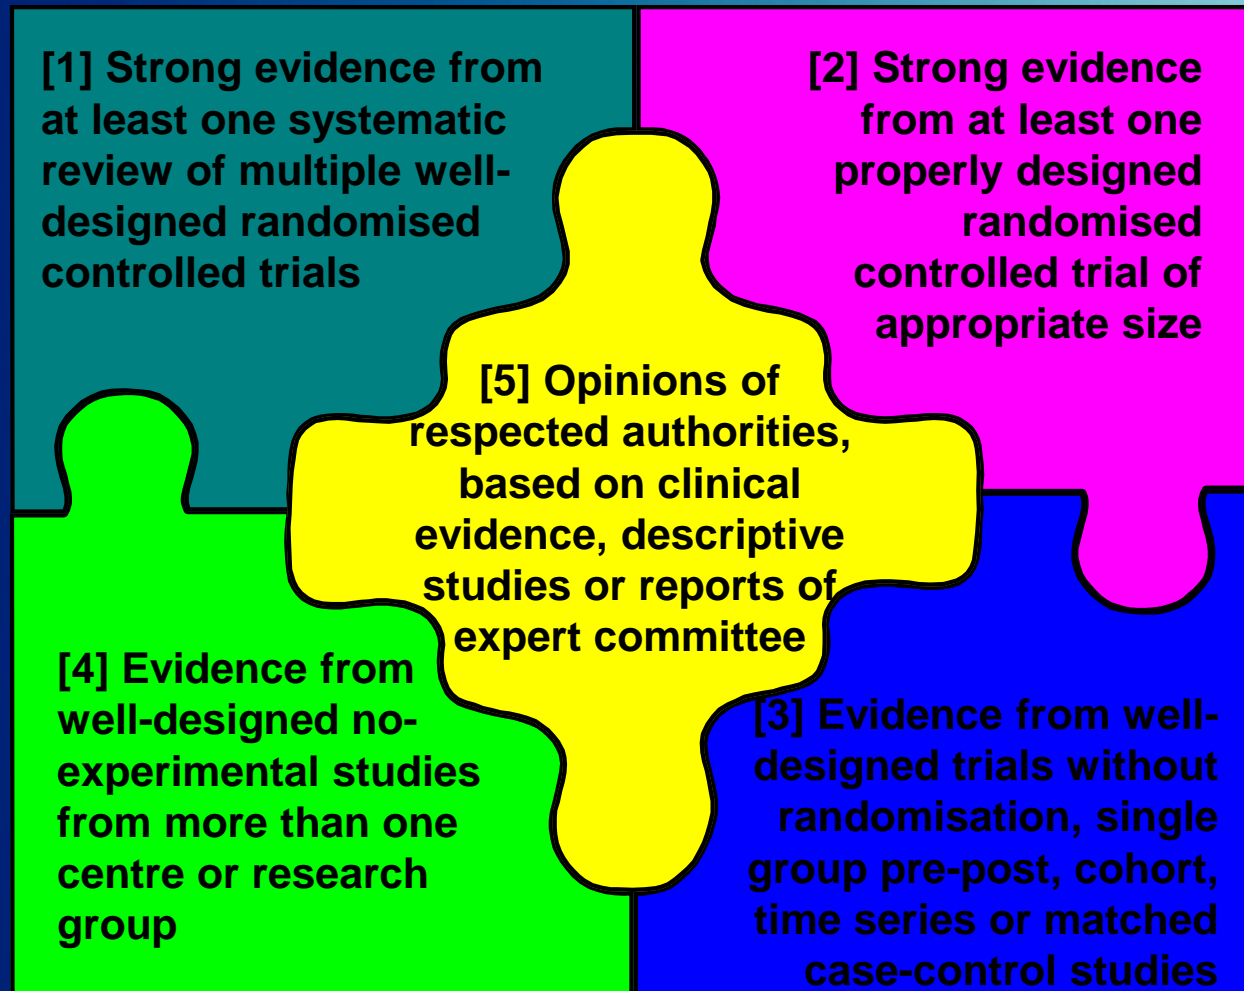 [1] Strong evidence from
at least one systematic
review of multiple well-
designed randomised
controlled trials
[2] Strong evidence
from at least one
properly designed
randomised
controlled trial of
appropriate size
[5] Opinions of
respected authorities,
based on clinical
evidence, descriptive
studies or reports of
expert committee
[4] Evidence from
well-designed no-
experimental studies
from more than one
centre or research
group
[3] Evidence from well-
designed trials without
randomisation, single
group pre-post, cohort,
time series or matched
case-control studies